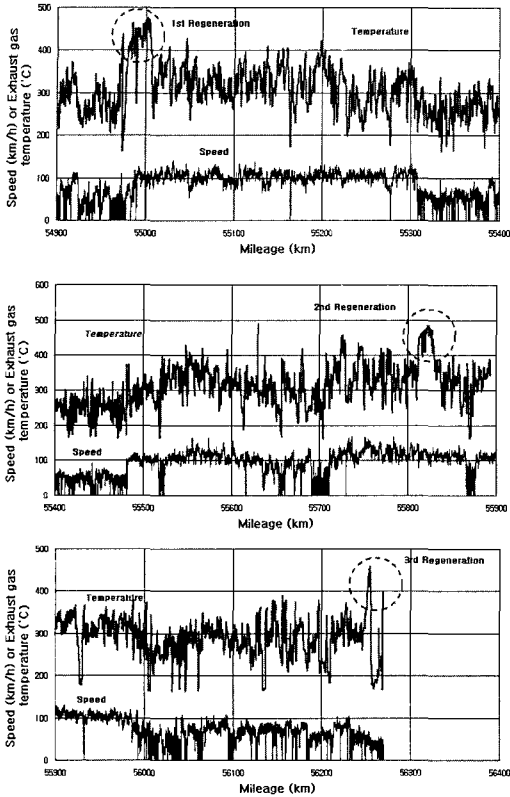 Speed (km/h) or Exhaust gas
temperature (°C)
500
400
300
200
100
0
1st Regeneration
Temperature
Speed
54900
55000
55100
55200
55300
55400
Mileage (km)
Speed (km/h) or Exhaust gas
temperature (°C)
600
500
400
300
200
100
0
2nd Regeneration
Temperature
Speed
55400
55500
55600
55700
55800
55900
Mileage (km)
Speed (km/h) or Exhaust gas
temperature (°C)
500
400
300
200
100
0
3rd Regeneration
Temperature
Speed
55900
56000
56100
56200
56300
56400
Mileage (km)